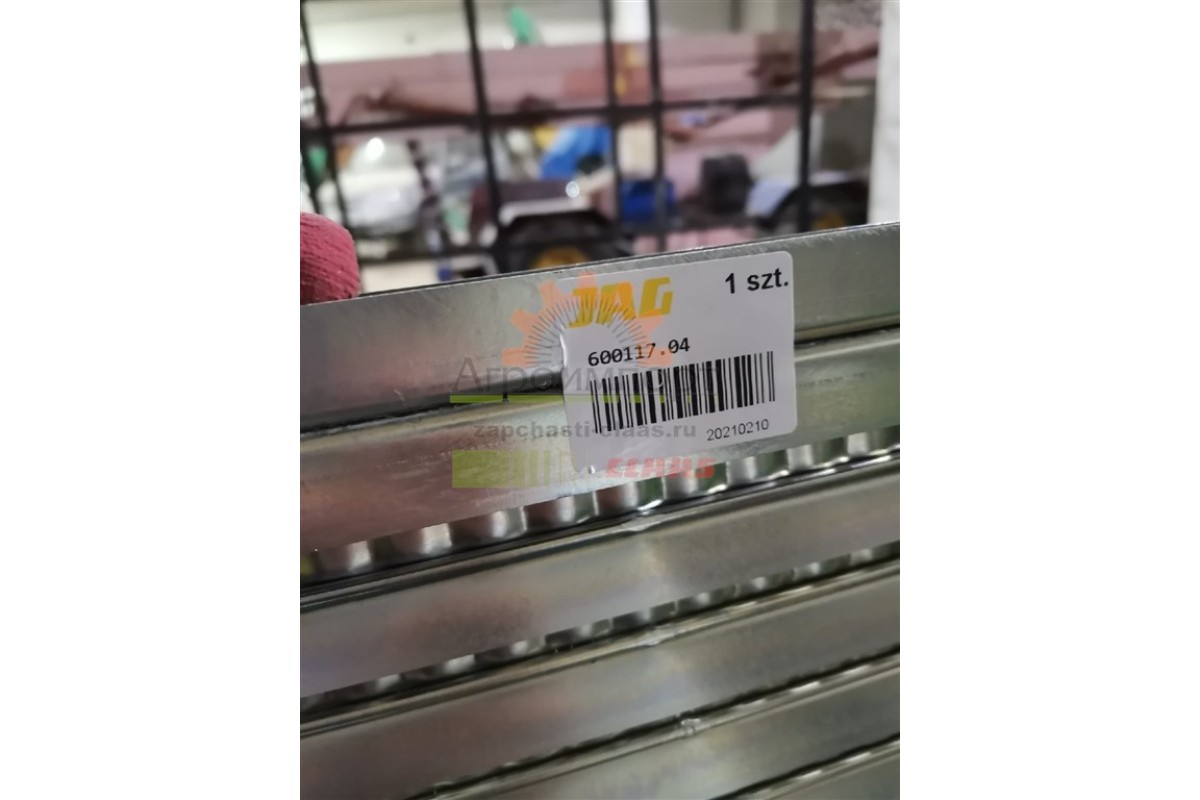 JAG
1 szt.
600117.04
20210210
Агроимпорт
zapchasti-claas.ru
CLAAS